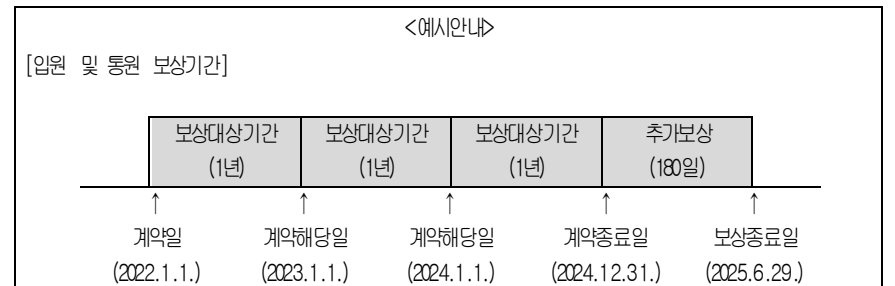 <예시안내>
[입원 및 통원 보상기간]
보상대상기간 보상대상기간 보상대상기간 추가보상
(1년) (1년) (1년) (180일)
↑ ↑ ↑ ↑ ↑
계약일 계약해당일 계약해당일 계약종료일 보상종료일
(2022.1.1.) (2023.1.1.) (2024.1.1.) (2024.12.31.) (2025.6.29.)